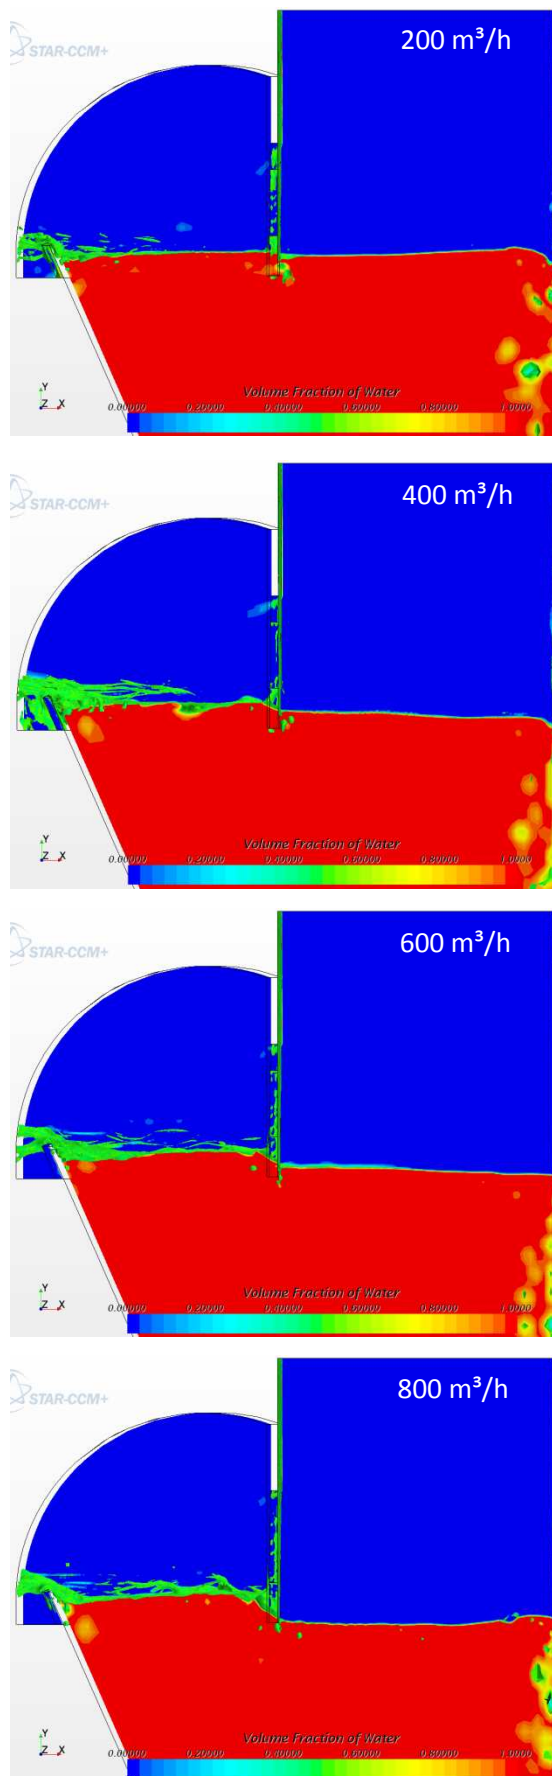 200 m³/h
STAR-CCM+
Y
Z X
Volume Fraction of Water
0.00000 0.20000 0.40000 0.60000 0.80000 1.0000
400 m³/h
STAR-CCM+
Y
Z X
Volume Fraction of Water
0.00000 0.20000 0.40000 0.60000 0.80000 1.0000
600 m³/h
STAR-CCM+
Y
Z X
Volume Fraction of Water
0.00000 0.20000 0.40000 0.60000 0.80000 1.0000
800 m³/h
STAR-CCM+
Y
Z X
Volume Fraction of Water
0.00000 0.20000 0.40000 0.60000 0.80000 1.0000